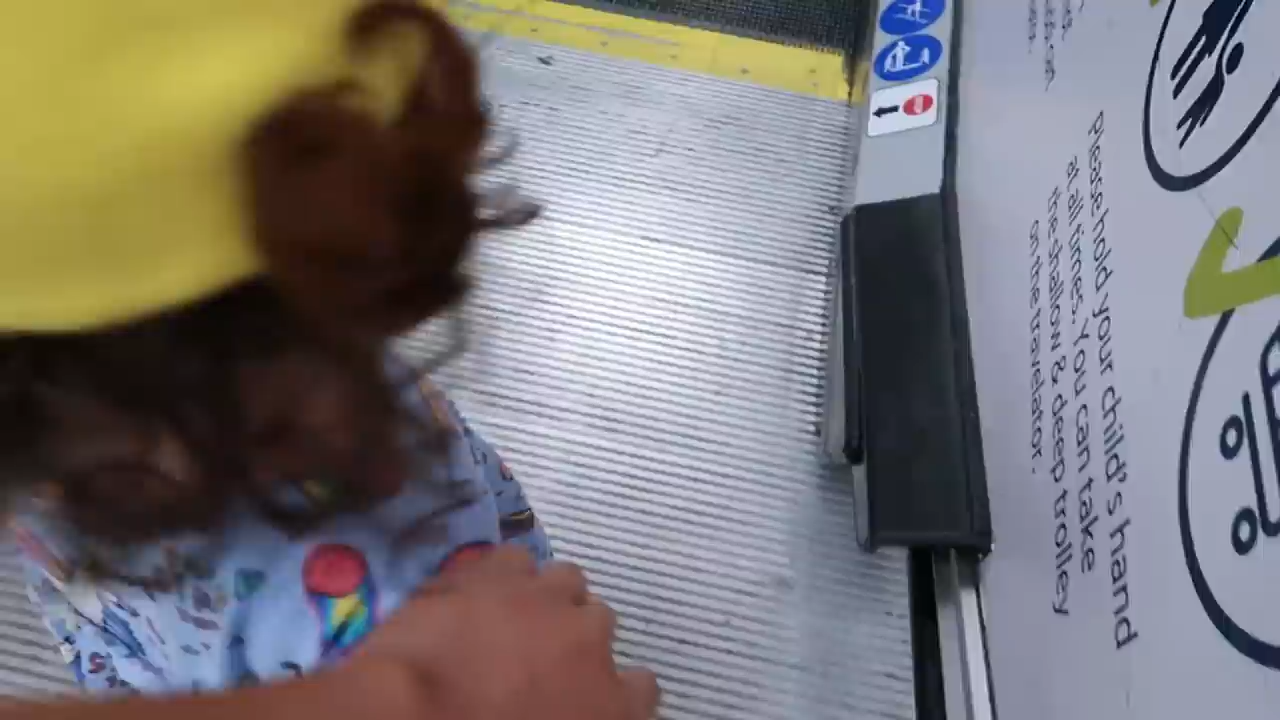 Please hold your child's hand
at all times. You can take
the shallow & deep trolley
on the travelator.